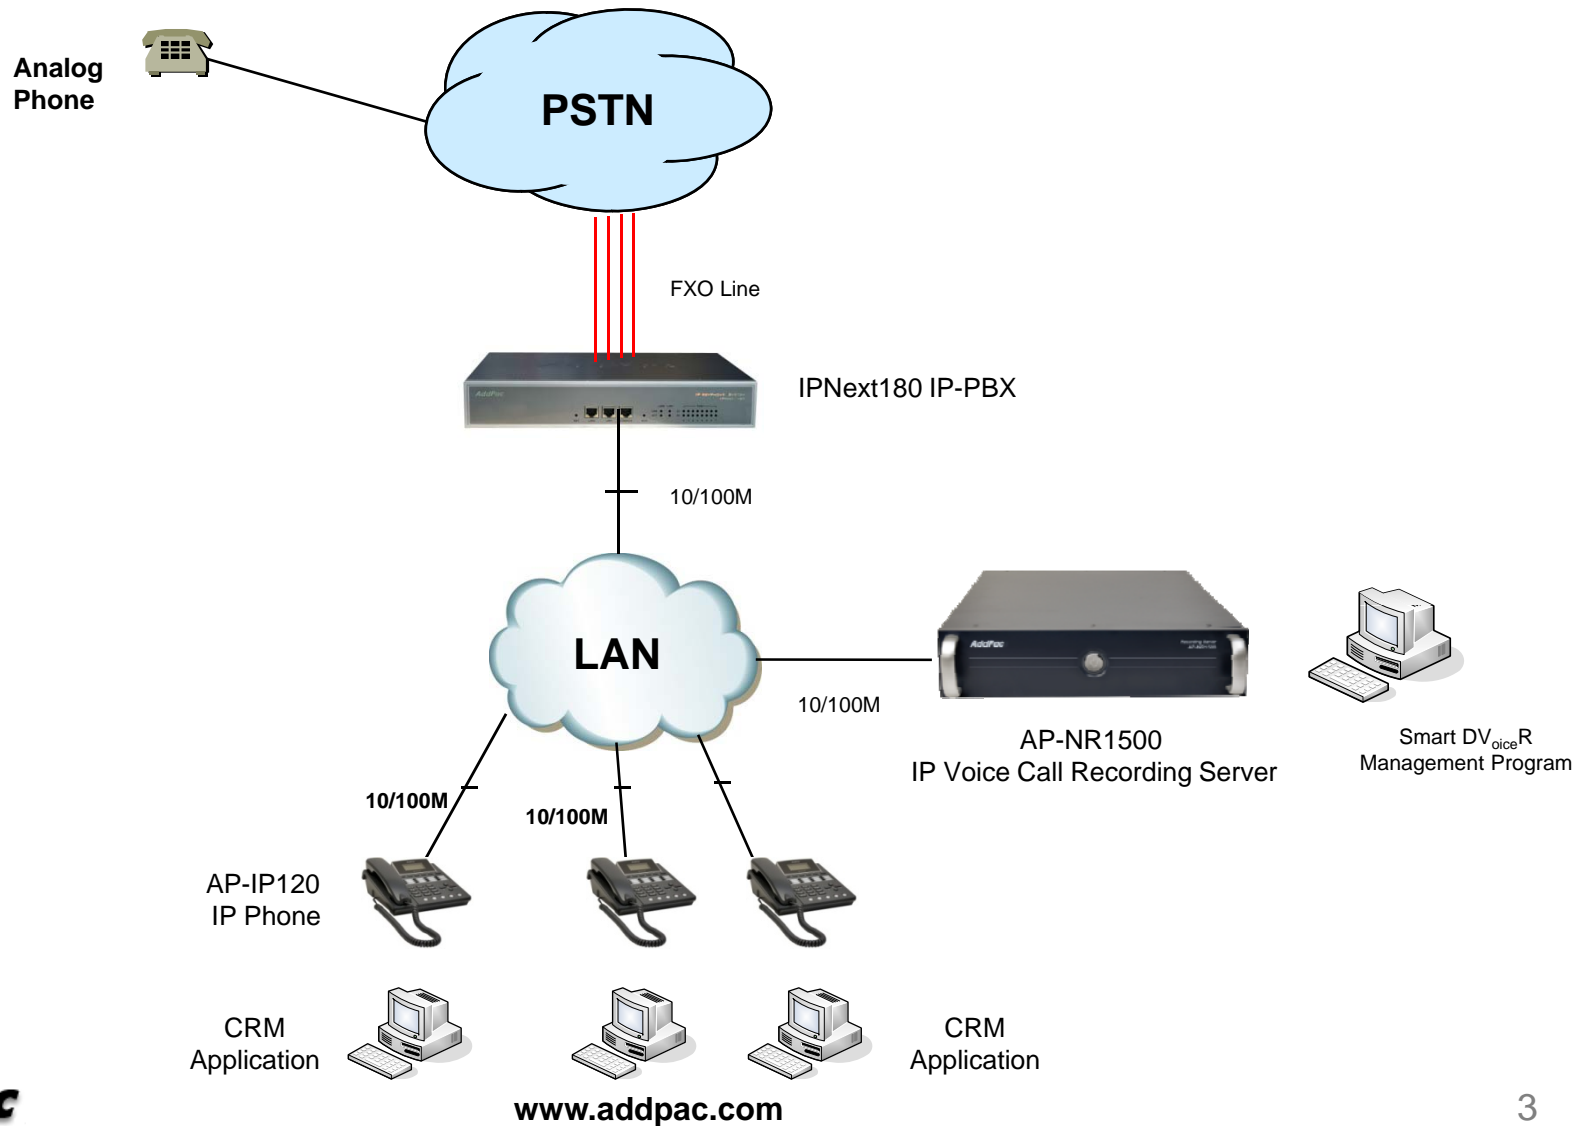 Analog
Phone
PSTN
FXO Line
AddPac
IPNext180 IP-PBX
10/100M
LAN
AddPac
10/100M
AP-NR1500
IP Voice Call Recording Server
Smart DVoiceR
Management Program
10/100M
10/100M
AP-IP120
IP Phone
CRM
Application
CRM
Application
www.addpac.com
3